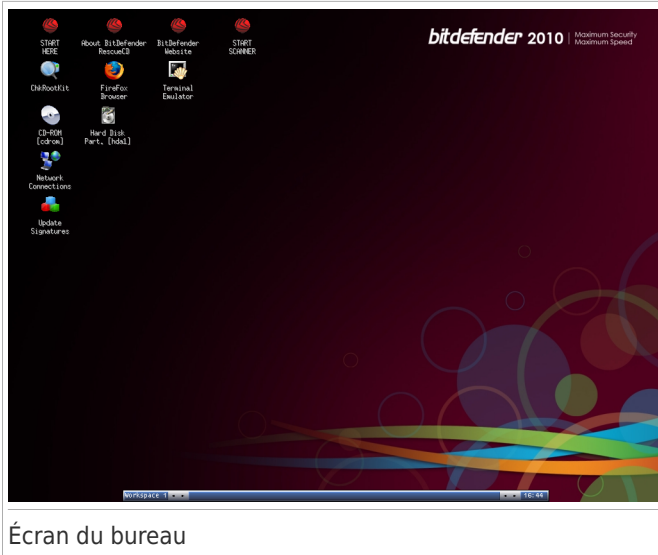 START
HERE
About BitDefender
RescueCD
BitDefender
Website
START
SCANNER
bitdefender 2010
Maximum Security
Maximum Speed
ChkRootKit
FireFox
Browser
Terminal
Emulator
CD-ROM
[cdrom]
Hard Disk
Part. [hda1]
Network
Connections
Update
Signatures
Workspace 1
16:44
Écran du bureau